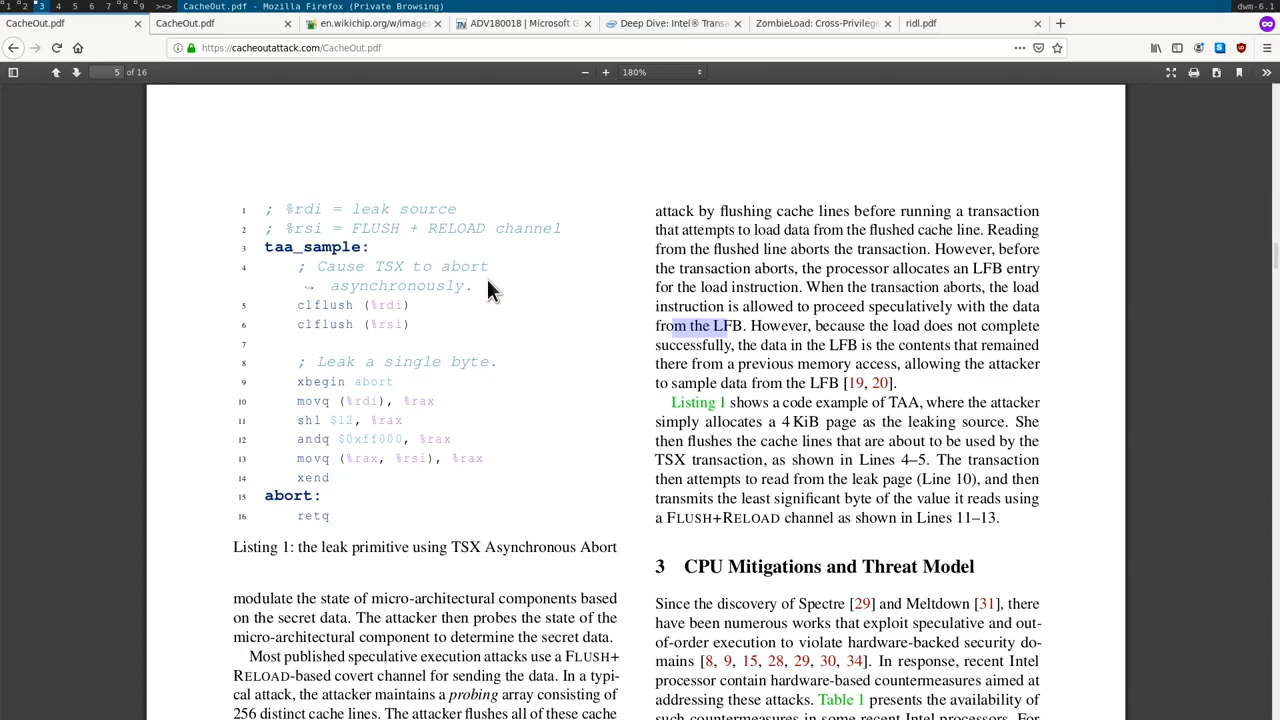 1 2 3 4 5 6 7 8 9 ><> CacheOut.pdf - Mozilla Firefox (Private Browsing) dwm-6.1
CacheOut.pdf × CacheOut.pdf × en.wikichip.org/w/image × ADV180018 | Microsoft G × Deep Dive: Intel® Transa × ZombieLoad: Cross-Privilege × ridl.pdf ×
https://cacheoutattack.com/CacheOut.pdf
5 of 16 180%
1 ; %rdi = leak source
2 ; %rsi = FLUSH + RELOAD channel
3 taa_sample:
4 ; Cause TSX to abort
↪ asynchronously.
5 clflush (%rdi)
6 clflush (%rsi)
7
8 ; Leak a single byte.
9 xbegin abort
10 movq (%rdi), %rax
11 shl $12, %rax
12 andq $0xff000, %rax
13 movq (%rax, %rsi), %rax
14 xend
15 abort:
16 retq
Listing 1: the leak primitive using TSX Asynchronous Abort
modulate the state of micro-architectural components based
on the secret data. The attacker then probes the state of the
micro-architectural component to determine the secret data.
Most published speculative execution attacks use a FLUSH+
RELOAD-based covert channel for sending the data. In a typi-
cal attack, the attacker maintains a probing array consisting of
256 distinct cache lines. The attacker flushes all of these cache
attack by flushing cache lines before running a transaction
that attempts to load data from the flushed cache line. Reading
from the flushed line aborts the transaction. However, before
the transaction aborts, the processor allocates an LFB entry
for the load instruction. When the transaction aborts, the load
instruction is allowed to proceed speculatively with the data
from the LFB. However, because the load does not complete
successfully, the data in the LFB is the contents that remained
there from a previous memory access, allowing the attacker
to sample data from the LFB [19, 20].
Listing 1 shows a code example of TAA, where the attacker
simply allocates a 4 KiB page as the leaking source. She
then flushes the cache lines that are about to be used by the
TSX transaction, as shown in Lines 4–5. The transaction
then attempts to read from the leak page (Line 10), and then
transmits the least significant byte of the value it reads using
a FLUSH+RELOAD channel as shown in Lines 11–13.
3 CPU Mitigations and Threat Model
Since the discovery of Spectre [29] and Meltdown [31], there
have been numerous works that exploit speculative and out-
of-order execution to violate hardware-backed security do-
mains [8, 9, 15, 28, 29, 30, 34]. In response, recent Intel
processor contain hardware-based countermeasures aimed at
addressing these attacks. Table 1 presents the availability of
such countermeasures in some recent Intel processors. For